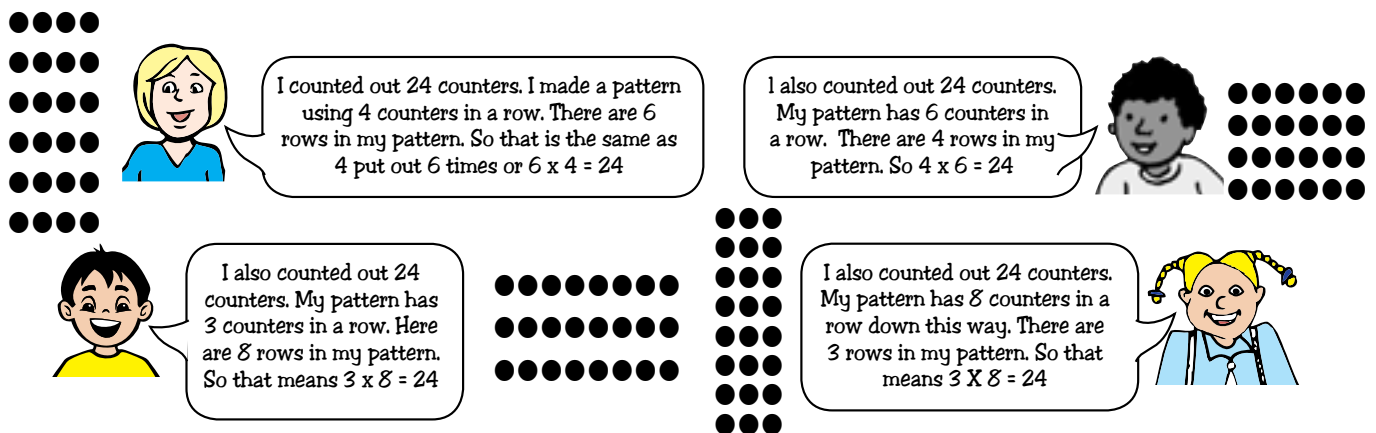 I counted out 24 counters. I made a pattern
using 4 counters in a row. There are 6
rows in my pattern. So that is the same as
4 put out 6 times or 6 x 4 = 24
I also counted out 24 counters.
My pattern has 6 counters in
a row. There are 4 rows in my
pattern. So 4 x 6 = 24
I also counted out 24
counters. My pattern has
3 counters in a row. Here
are 8 rows in my pattern.
So that means 3 x 8 = 24
I also counted out 24 counters.
My pattern has 8 counters in a
row down this way. There are
3 rows in my pattern. So that
means 3 X 8 = 24